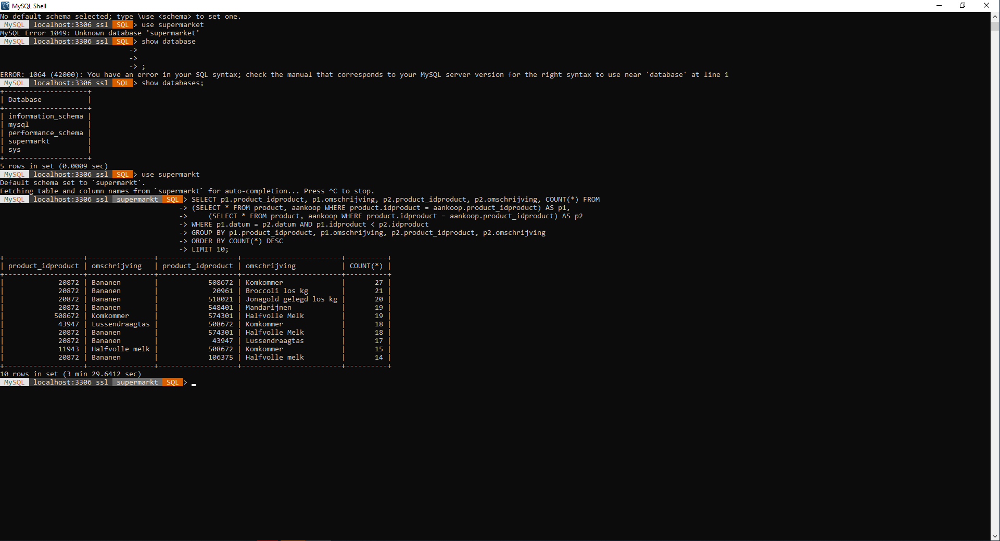 MySQL Shell
No default schema selected; type \use <schema> to set one.
MySQL localhost:3306 ssl SQL > use supermarket
MySQL Error 1049: Unknown database 'supermarket'
MySQL localhost:3306 ssl SQL > show database
->
->
-> ;
ERROR: 1064 (42000): You have an error in your SQL syntax; check the manual that corresponds to your MySQL server version for the right syntax to use near 'database' at line 1
MySQL localhost:3306 ssl SQL > show databases;
+--------------------+
| Database           |
+--------------------+
| information_schema |
| mysql              |
| performance_schema |
| supermarkt         |
| sys                |
+--------------------+
5 rows in set (0.0009 sec)
MySQL localhost:3306 ssl SQL > use supermarkt
Default schema set to `supermarkt`.
Fetching table and column names from `supermarkt` for auto-completion... Press ^C to stop.
MySQL localhost:3306 ssl supermarkt SQL > SELECT p1.product_idproduct, p1.omschrijving, p2.product_idproduct, p2.omschrijving, COUNT(*) FROM
-> (SELECT * FROM product, aankoop WHERE product.idproduct = aankoop.product_idproduct) AS p1,
->     (SELECT * FROM product, aankoop WHERE product.idproduct = aankoop.product_idproduct) AS p2
-> WHERE p1.datum = p2.datum AND p1.idproduct < p2.idproduct
-> GROUP BY p1.product_idproduct, p1.omschrijving, p2.product_idproduct, p2.omschrijving
-> ORDER BY COUNT(*) DESC
-> LIMIT 10;
+-------------------+----------------+-------------------+------------------------+----------+
| product_idproduct | omschrijving   | product_idproduct | omschrijving           | COUNT(*) |
+-------------------+----------------+-------------------+------------------------+----------+
|             20872 | Bananen        |            508672 | Komkommer              |       27 |
|             20872 | Bananen        |             20961 | Broccoli los kg        |       21 |
|             20872 | Bananen        |            518021 | Jonagold gelegd los kg |       20 |
|             20872 | Bananen        |            548401 | Mandarijnen            |       19 |
|            508672 | Komkommer      |            574301 | Halfvolle Melk         |       19 |
|             43947 | Lussendraagtas |            508672 | Komkommer              |       18 |
|             20872 | Bananen        |            574301 | Halfvolle Melk         |       18 |
|             20872 | Bananen        |             43947 | Lussendraagtas         |       17 |
|             11943 | Halfvolle melk |            508672 | Komkommer              |       15 |
|             20872 | Bananen        |            106375 | Halfvolle melk         |       14 |
+-------------------+----------------+-------------------+------------------------+----------+
10 rows in set (3 min 29.6412 sec)
MySQL localhost:3306 ssl supermarkt SQL > _